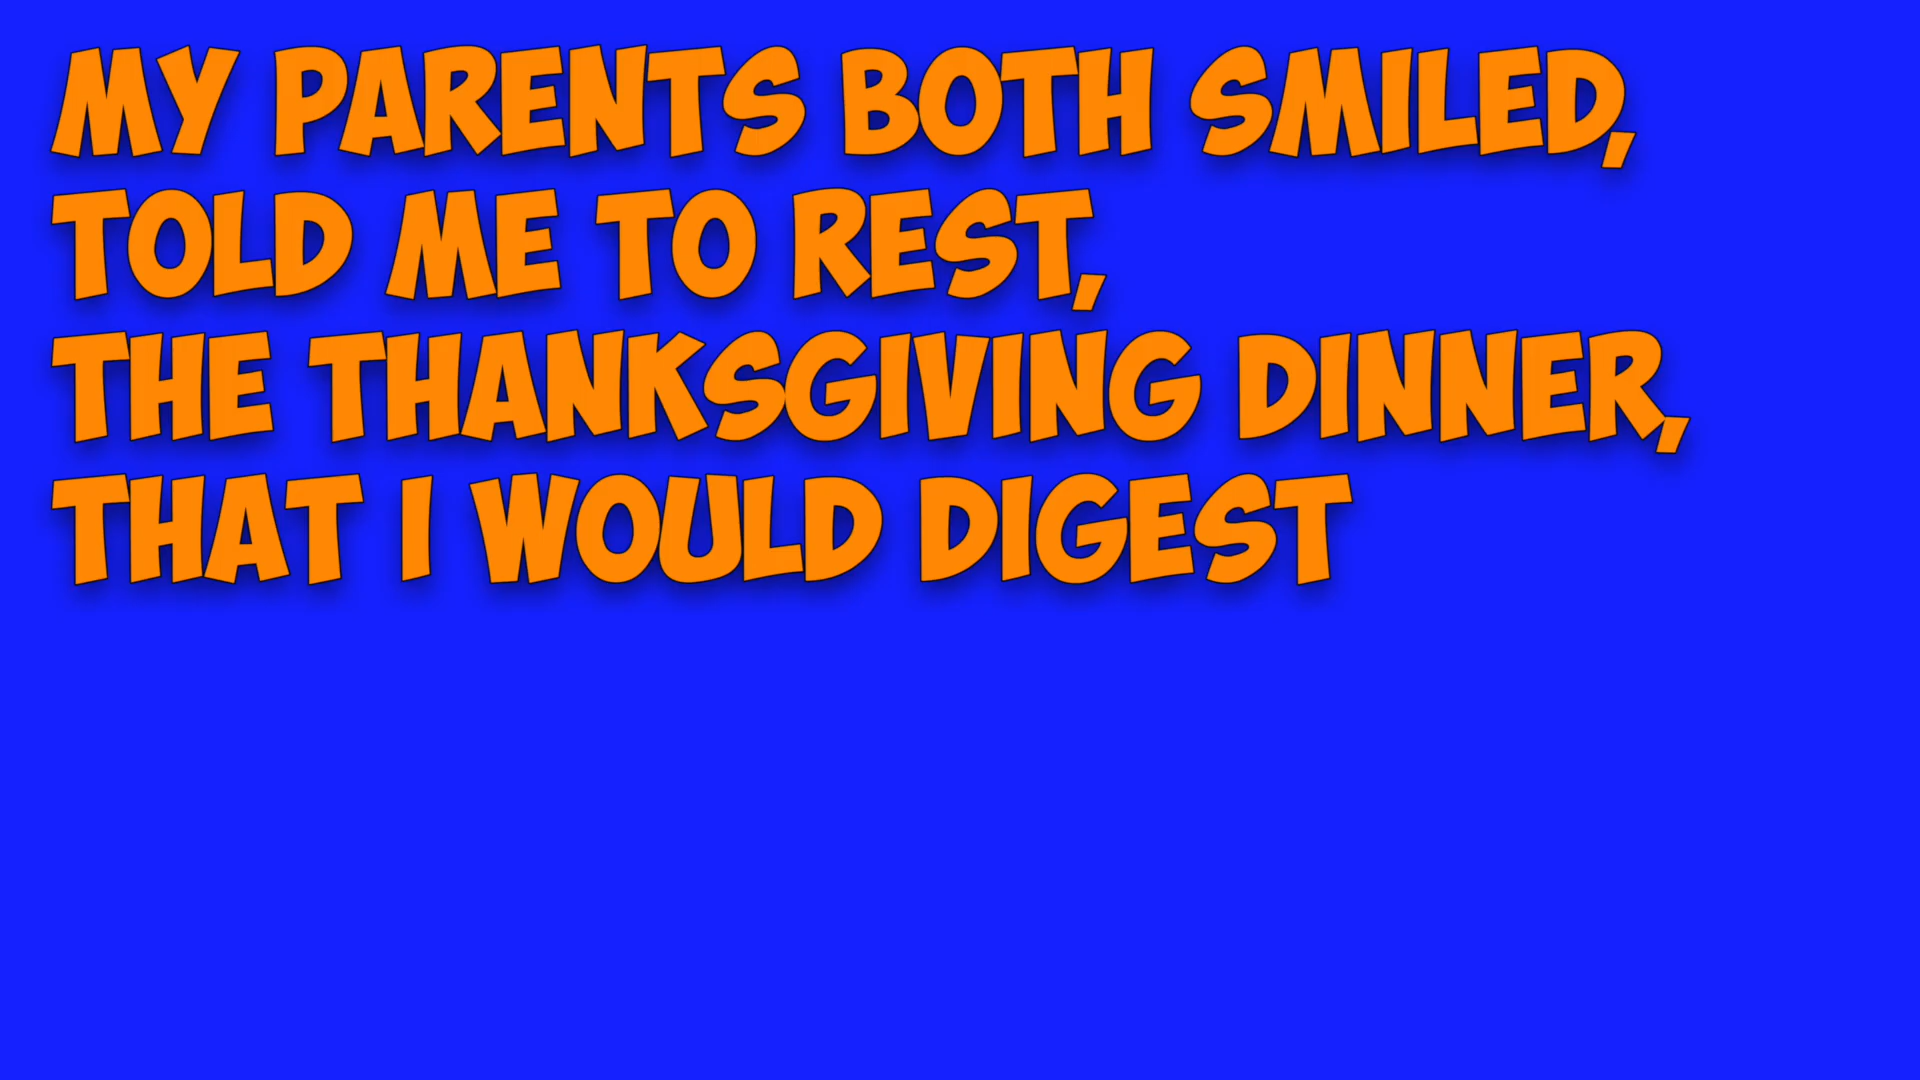 MY PARENTS BOTH SMILED,
TOLD ME TO REST,
THE THANKSGIVING DINNER,
THAT I WOULD DIGEST